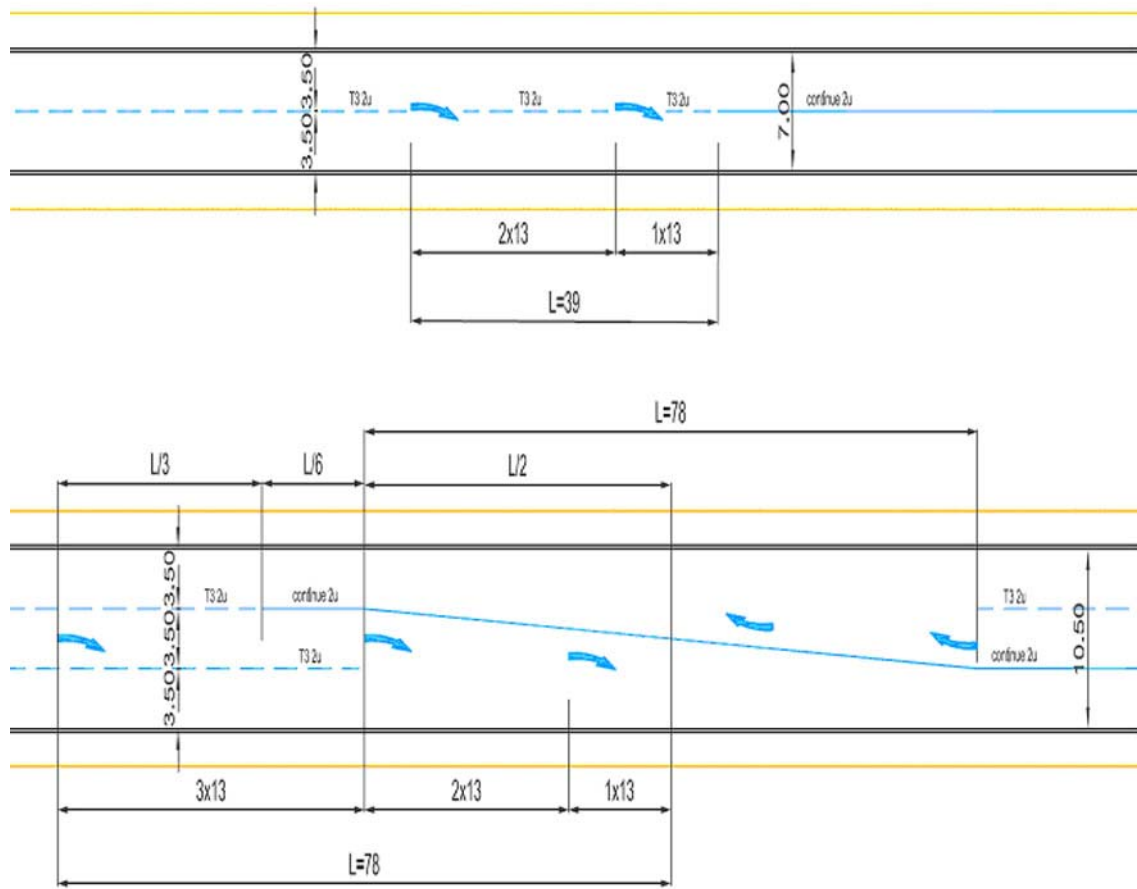 3.50
3.50
T3 2u
T3 2u
T3 2u
continue 2u
7.00
2x13
1x13
L=39
L=78
L/3
L/6
L/2
3.50
3.50
3.50
T3 2u
continue 2u
T3 2u
T3 2u
continue 2u
10.50
3x13
2x13
1x13
L=78